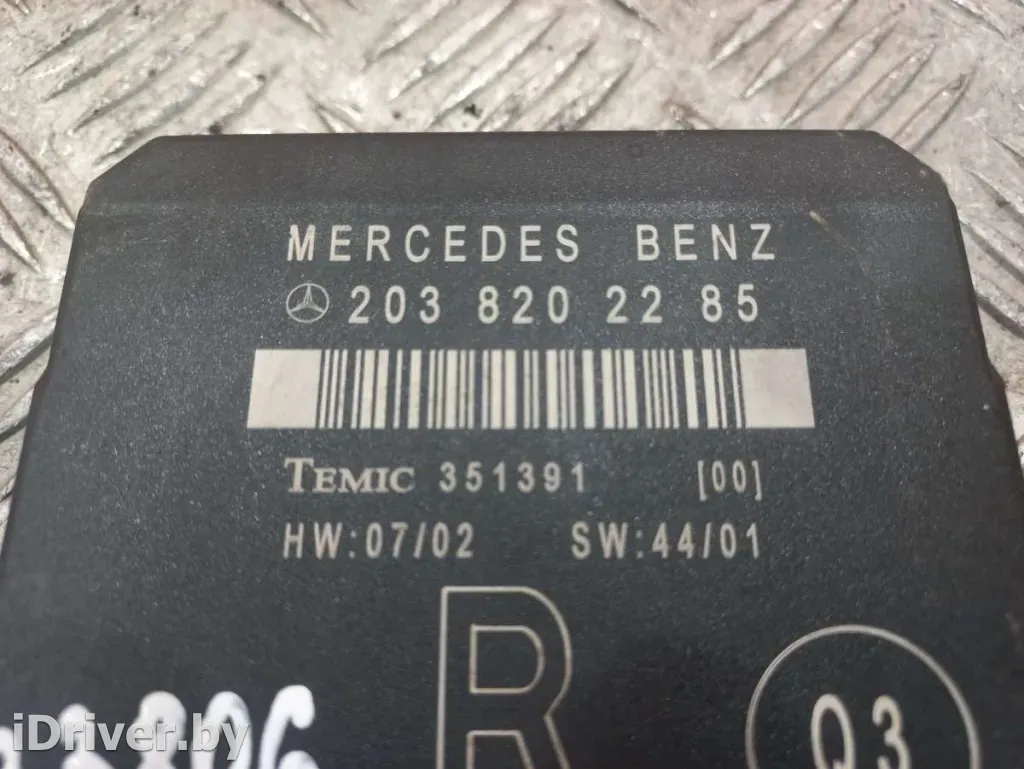 MERCEDES BENZ
203 820 22 85
TEMIC 351391 [00]
HW:07/02 SW:44/01
R
Q3
iDriver.by